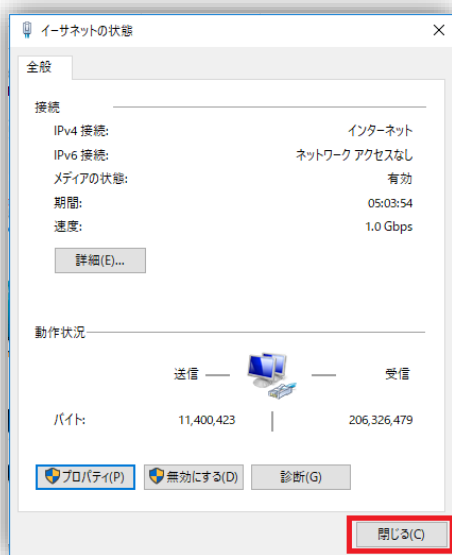 イーサネットの状態
全般
接続
IPv4 接続: インターネット
IPv6 接続: ネットワーク アクセスなし
メディアの状態: 有効
期間: 05:03:54
速度: 1.0 Gbps
詳細(E)...
動作状況
送信 受信
バイト: 11,400,423 206,326,479
プロパティ(P) 無効にする(D) 診断(G)
閉じる(C)